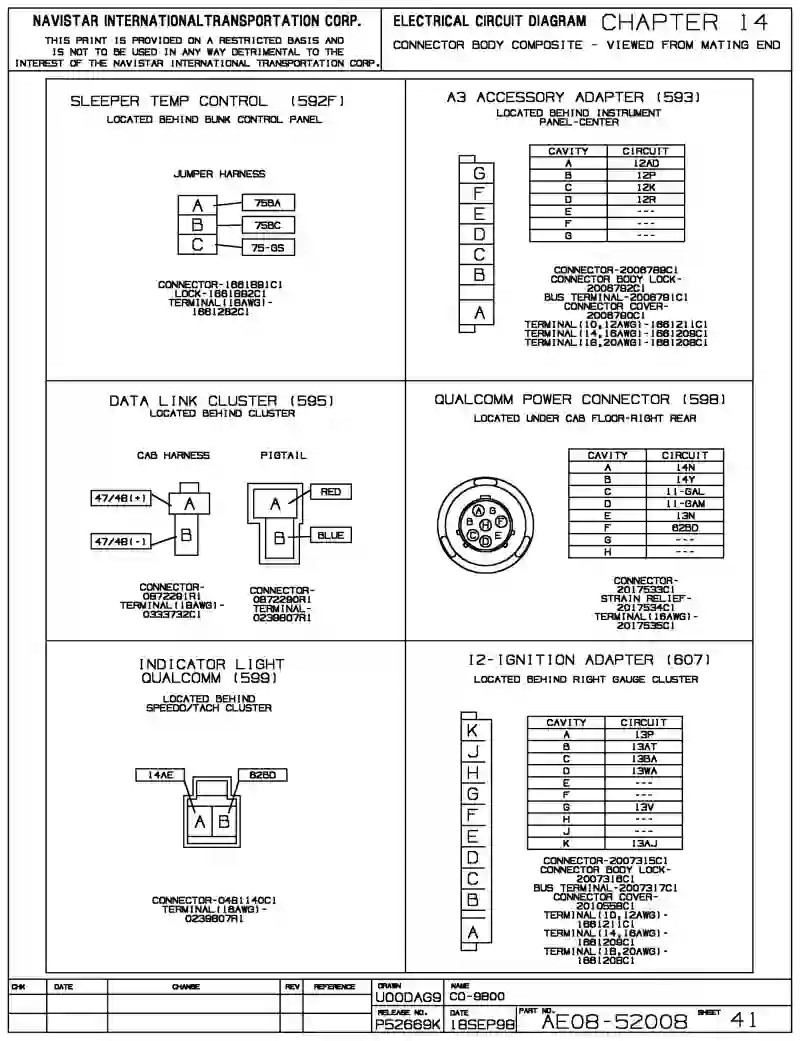 NAVISTAR INTERNATIONALTRANSPORTATION CORP.
THIS PRINT IS PROVIDED ON A RESTRICTED BASIS AND
IS NOT TO BE USED IN ANY WAY DETRIMENTAL TO THE
INTEREST OF THE NAVISTAR INTERNATIONAL TRANSPORTATION CORP.
ELECTRICAL CIRCUIT DIAGRAM CHAPTER 14
CONNECTOR BODY COMPOSITE - VIEWED FROM MATING END
SLEEPER TEMP CONTROL (592F)
LOCATED BEHIND BUNK CONTROL PANEL
JUMPER HARNESS
A 75BA
B 75BC
C 75-GS
CONNECTOR-1661891C1
LOCK-1661892C1
TERMINAL(18AWG)-
1661262C1
A3 ACCESSORY ADAPTER (593)
LOCATED BEHIND INSTRUMENT
PANEL-CENTER
G
F
E
D
C
B
A
CAVITY CIRCUIT
A 12AD
B 12P
C 12K
D 12R
E ---
F ---
G ---
CONNECTOR-2006789C1
CONNECTOR BODY LOCK-
2006792C1
BUS TERMINAL-2006791C1
CONNECTOR COVER-
2006790C1
TERMINAL(10,12AWG)-1661211C1
TERMINAL(14,16AWG)-1661209C1
TERMINAL(18,20AWG)-1661208C1
DATA LINK CLUSTER (595)
LOCATED BEHIND CLUSTER
CAB HARNESS PIGTAIL
47/48(+) A
47/48(-) B
A RED
B BLUE
CONNECTOR-
0872291R1
TERMINAL(18AWG)-
0333732C1
CONNECTOR-
0872290R1
TERMINAL-
0239807R1
QUALCOMM POWER CONNECTOR (598)
LOCATED UNDER CAB FLOOR-RIGHT REAR
A G
B H F
C D E
CAVITY CIRCUIT
A 14N
B 14Y
C 11-GAL
D 11-GAM
E 13N
F 82BD
G ---
H ---
CONNECTOR-
2017533C1
STRAIN RELIEF-
2017534C1
TERMINAL(16AWG)-
2017535C1
INDICATOR LIGHT
QUALCOMM (599)
LOCATED BEHIND
SPEEDO/TACH CLUSTER
14AE 82BD
A B
CONNECTOR-0481140C1
TERMINAL(18AWG)-
0239807R1
I2-IGNITION ADAPTER (607)
LOCATED BEHIND RIGHT GAUGE CLUSTER
K
J
H
G
F
E
D
C
B
A
CAVITY CIRCUIT
A 13P
B 13AT
C 13BA
D 13WA
E ---
F ---
G 13V
H ---
J ---
K 13AJ
CONNECTOR-2007315C1
CONNECTOR BODY LOCK-
2007318C1
BUS TERMINAL-2007317C1
CONNECTOR COVER-
2010558C1
TERMINAL(10,12AWG)-
1661211C1
TERMINAL(14,16AWG)-
1661209C1
TERMINAL(18,20AWG)-
1661208C1
CHK DATE CHANGE REV REFERENCE
DRAWN
U00DAG9
NAME
CO-9800
RELEASE NO.
P52669K
DATE
18SEP98
PART NO.
AE08-52008
SHEET 41